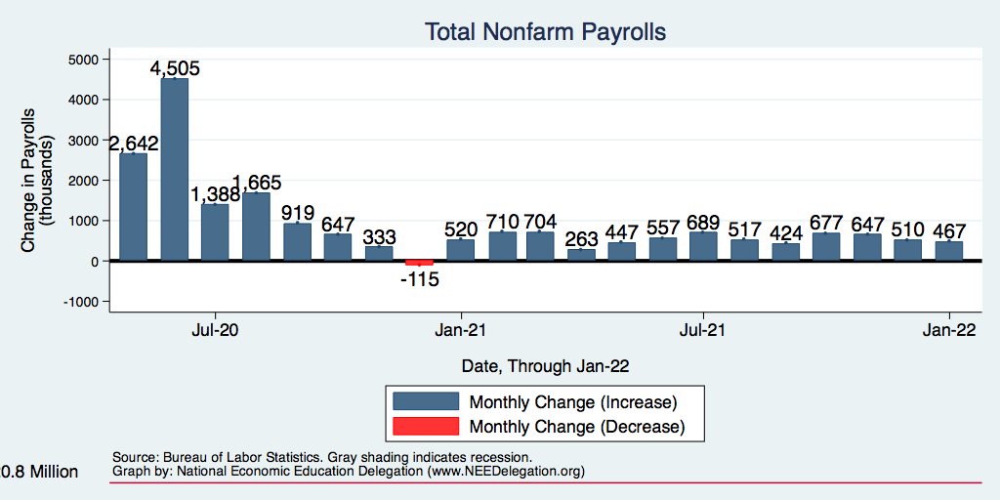 Total Nonfarm Payrolls
Change in Payrolls
(thousands)
5000
4000
3000
2000
1000
0
-1000
2,642
4,505
1,388
1,665
919
647
333
-115
520
710
704
263
447
557
689
517
424
677
647
510
467
Jul-20
Jan-21
Jul-21
Jan-22
Date, Through Jan-22
Monthly Change (Increase)
Monthly Change (Decrease)
Source: Bureau of Labor Statistics. Gray shading indicates recession.
Graph by: National Economic Education Delegation (www.NEEDelegation.org)
0.8 Million